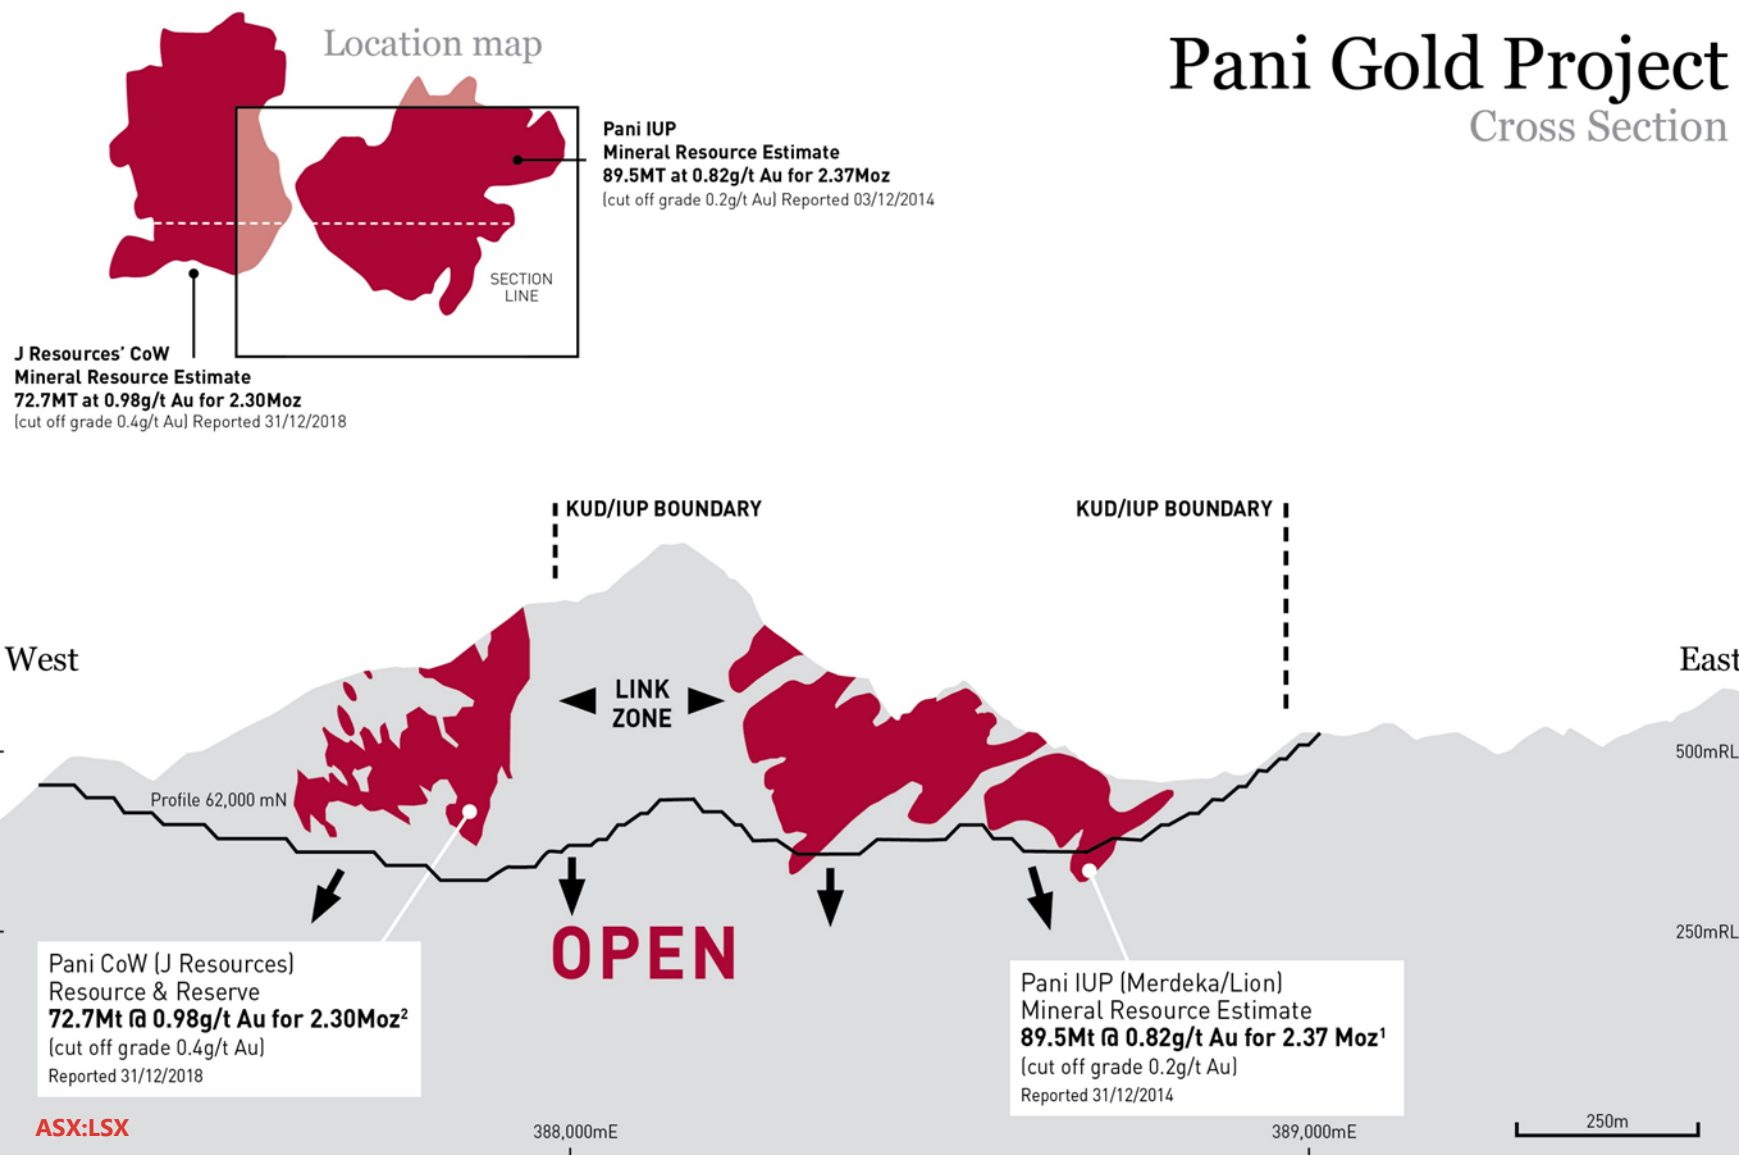 Location map
Pani Gold Project
Cross Section
Pani IUP
Mineral Resource Estimate
89.5MT at 0.82g/t Au for 2.37Moz
(cut off grade 0.2g/t Au) Reported 03/12/2014
SECTION
LINE
J Resources' CoW
Mineral Resource Estimate
72.7MT at 0.98g/t Au for 2.30Moz
(cut off grade 0.4g/t Au) Reported 31/12/2018
KUD/IUP BOUNDARY
KUD/IUP BOUNDARY
West
East
LINK
ZONE
500mRL
Profile 62,000 mN
250mRL
OPEN
Pani CoW (J Resources)
Resource & Reserve
72.7Mt @ 0.98g/t Au for 2.30Moz²
(cut off grade 0.4g/t Au)
Reported 31/12/2018
Pani IUP (Merdeka/Lion)
Mineral Resource Estimate
89.5Mt @ 0.82g/t Au for 2.37 Moz¹
(cut off grade 0.2g/t Au)
Reported 31/12/2014
ASX:LSX
388,000mE
389,000mE
250m